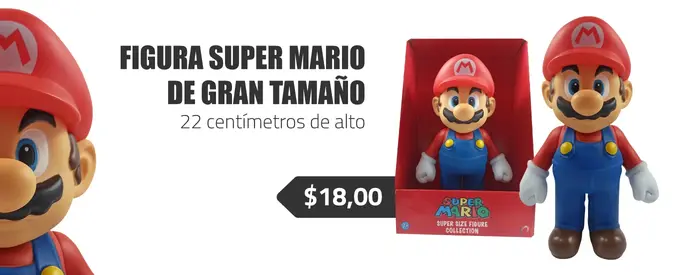 FIGURA SUPER MARIO
DE GRAN TAMAÑO
22 centímetros de alto
$18,00
SUPER
MARIO
SUPER SIZE FIGURE
COLLECTION
M
M
M